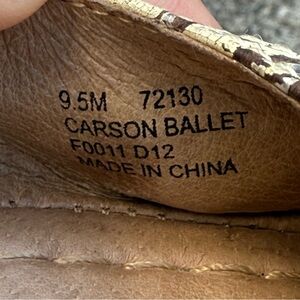 9.5M 72130
CARSON BALLET
F0011 D12
MADE IN CHINA